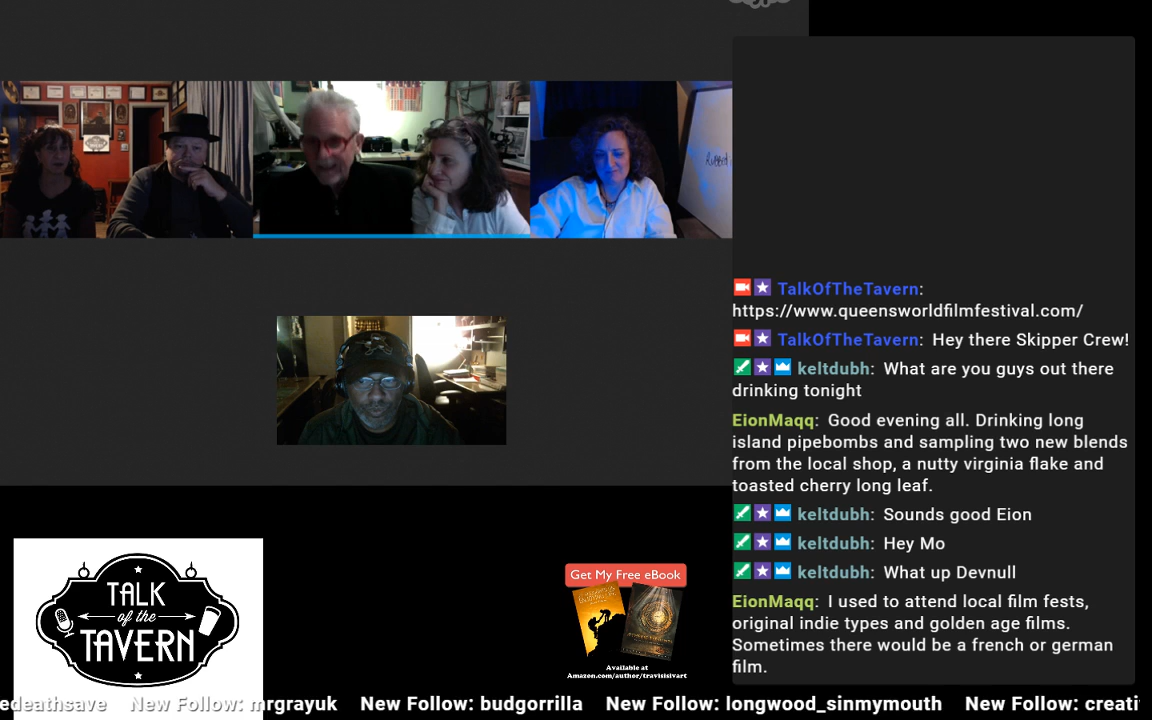 TalkOfTheTavern:
https://www.queensworldfilmfestival.com/
TalkOfTheTavern: Hey there Skipper Crew!
keltdubh: What are you guys out there
drinking tonight
EionMaqq: Good evening all. Drinking long
island pipebombs and sampling two new blends
from the local shop, a nutty virginia flake and
toasted cherry long leaf.
keltdubh: Sounds good Eion
keltdubh: Hey Mo
keltdubh: What up Devnull
EionMaqq: I used to attend local film fests,
original indie types and golden age films.
Sometimes there would be a french or german
film.
TALK
of the
TAVERN
Get My Free eBook
Available at
Amazon.com/author/travisisivart
edeathsave New Follow: mrgrayuk New Follow: budgorrilla New Follow: longwood_sinmymouth New Follow: creati